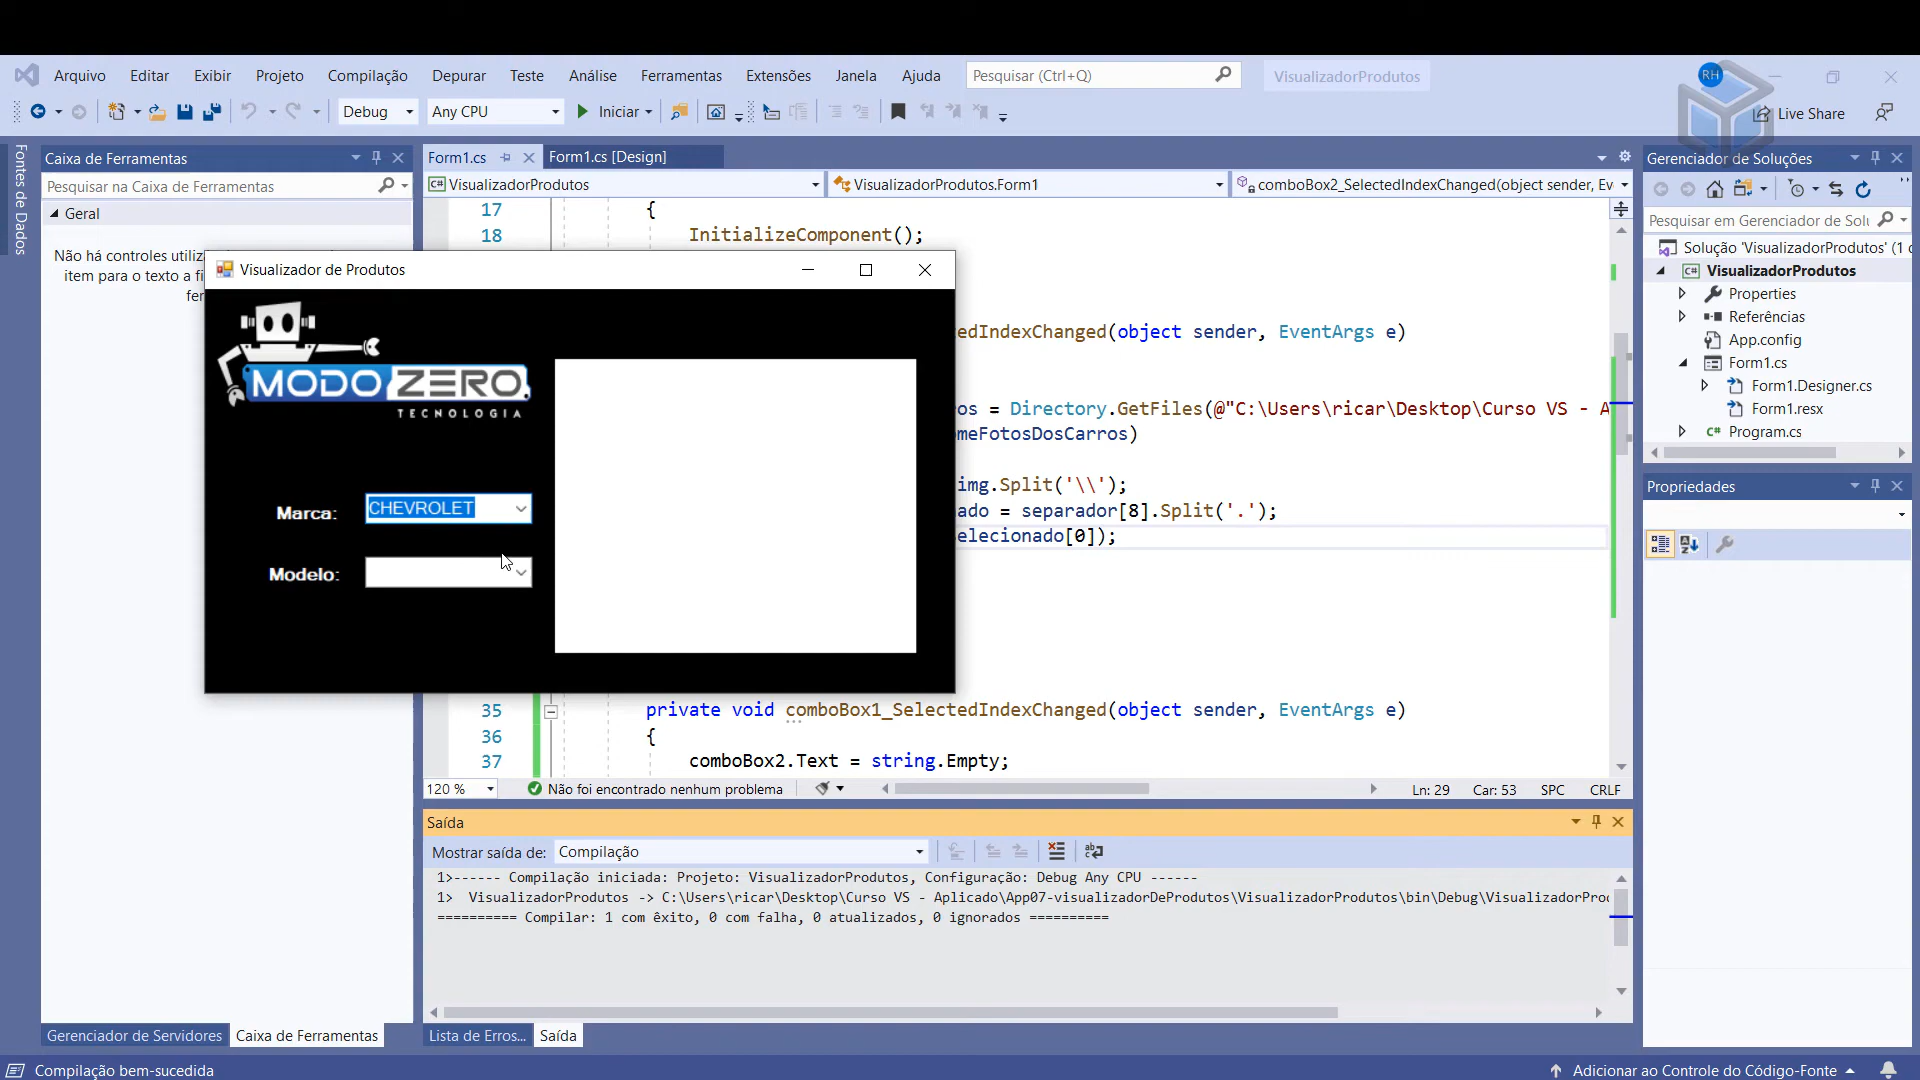 Arquivo Editar Exibir Projeto Compilação Depurar Teste Análise Ferramentas Extensões Janela Ajuda Pesquisar (Ctrl+Q) VisualizadorProdutos RH
Debug Any CPU Iniciar Live Share
Fontes de Dados
Caixa de Ferramentas
Pesquisar na Caixa de Ferramentas
Geral
Não há controles utiliz
item para o texto a fi
fer
Form1.cs Form1.cs [Design]
VisualizadorProdutos VisualizadorProdutos.Form1 comboBox2_SelectedIndexChanged(object sender, Eve
17 {
18 InitializeComponent();
edIndexChanged(object sender, EventArgs e)
os = Directory.GetFiles(@"C:\Users\ricar\Desktop\Curso VS - A
omeFotosDosCarros)
img.Split('\\');
ado = separador[8].Split('.');
elecionado[0]);
35 private void comboBox1_SelectedIndexChanged(object sender, EventArgs e)
36 {
37 comboBox2.Text = string.Empty;
120 % Não foi encontrado nenhum problema Ln: 29 Car: 53 SPC CRLF
Visualizador de Produtos
MODO ZERO.
TECNOLOGIA
Marca: CHEVROLET
Modelo:
Saída
Mostrar saída de: Compilação
1>------ Compilação iniciada: Projeto: VisualizadorProdutos, Configuração: Debug Any CPU ------
1>  VisualizadorProdutos -> C:\Users\ricar\Desktop\Curso VS - Aplicado\App07-visualizadorDeProdutos\VisualizadorProdutos\bin\Debug\VisualizadorProd
========== Compilar: 1 com êxito, 0 com falha, 0 atualizados, 0 ignorados ==========
Gerenciador de Servidores Caixa de Ferramentas Lista de Erros... Saída
Gerenciador de Soluções
Pesquisar em Gerenciador de Solu
Solução 'VisualizadorProdutos' (1 c
VisualizadorProdutos
Properties
Referências
App.config
Form1.cs
Form1.Designer.cs
Form1.resx
Program.cs
Propriedades
Compilação bem-sucedida Adicionar ao Controle do Código-Fonte